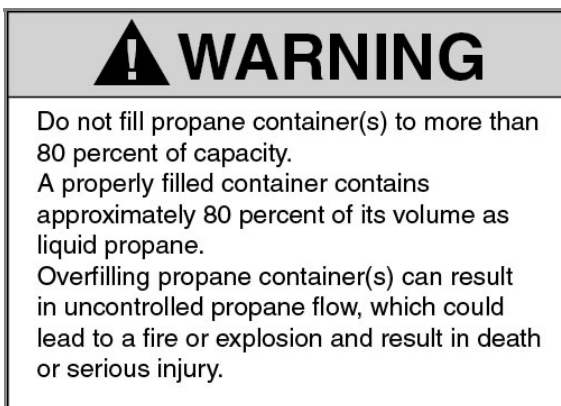 WARNING
Do not fill propane container(s) to more than
80 percent of capacity.
A properly filled container contains
approximately 80 percent of its volume as
liquid propane.
Overfilling propane container(s) can result
in uncontrolled propane flow, which could
lead to a fire or explosion and result in death
or serious injury.